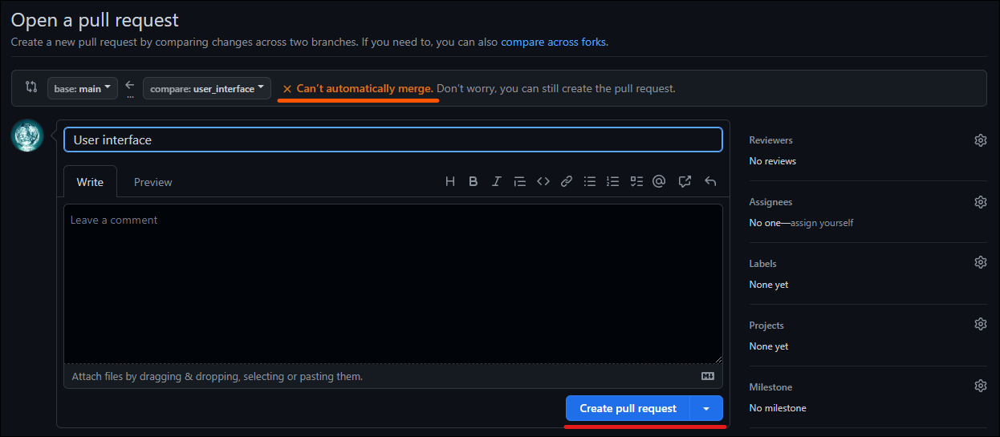 Open a pull request
Create a new pull request by comparing changes across two branches. If you need to, you can also compare across forks.
base: main ... compare: user_interface Can't automatically merge. Don't worry, you can still create the pull request.
User interface
Write Preview
Leave a comment
Attach files by dragging & dropping, selecting or pasting them.
Create pull request
Reviewers
No reviews
Assignees
No one—assign yourself
Labels
None yet
Projects
None yet
Milestone
No milestone